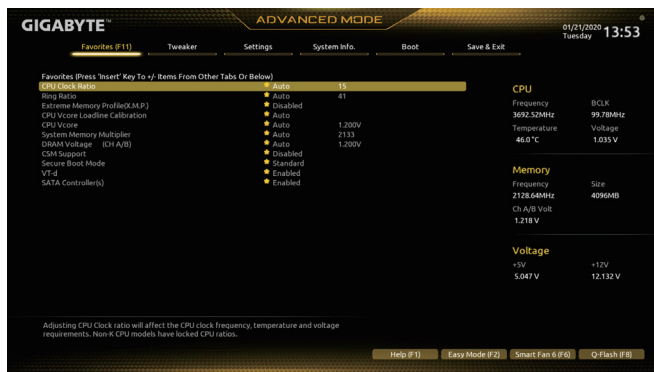 GIGABYTE™
ADVANCED MODE
01/21/2020 13:53
Tuesday
Favorites (F11) Tweaker Settings System Info. Boot Save & Exit
Favorites (Press 'Insert' Key To +/- Items From Other Tabs Or Below)
CPU Clock Ratio Auto 15
Ring Ratio Auto 41
Extreme Memory Profile(X.M.P.) Disabled
CPU Vcore Loadline Calibration Auto
CPU Vcore Auto 1.200V
System Memory Multiplier Auto 2133
DRAM Voltage (CH A/B) Auto 1.200V
CSM Support Disabled
Secure Boot Mode Standard
VT-d Enabled
SATA Controller(s) Enabled
CPU
Frequency BCLK
3692.52MHz 99.78MHz
Temperature Voltage
46.0 °C 1.035 V
Memory
Frequency Size
2128.64MHz 4096MB
Ch A/B Volt
1.218 V
Voltage
+5V +12V
5.047 V 12.132 V
Adjusting CPU Clock ratio will affect the CPU clock frequency, temperature and voltage
requirements. Non-K CPU models have locked CPU ratios.
Help (F1) Easy Mode (F2) Smart Fan 6 (F6) Q-Flash (F8)